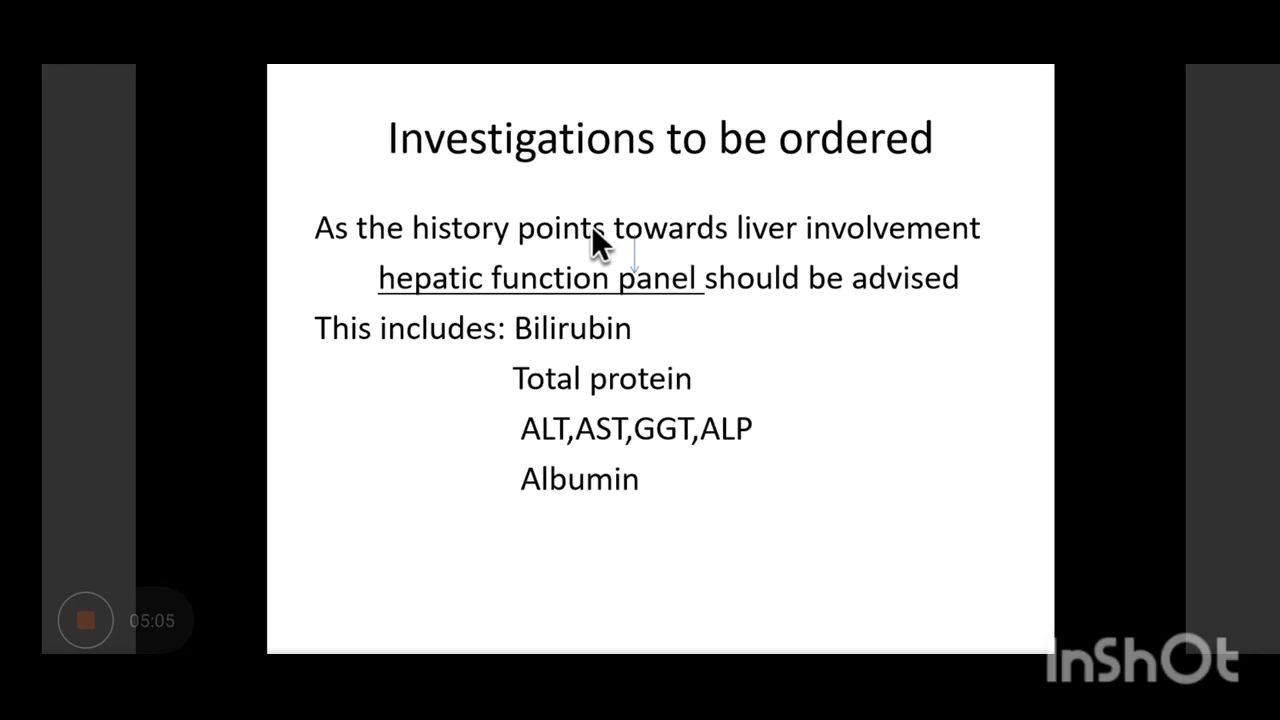 Investigations to be ordered
As the history points towards liver involvement
hepatic function panel should be advised
This includes: Bilirubin
Total protein
ALT,AST,GGT,ALP
Albumin
05:05
InShOt